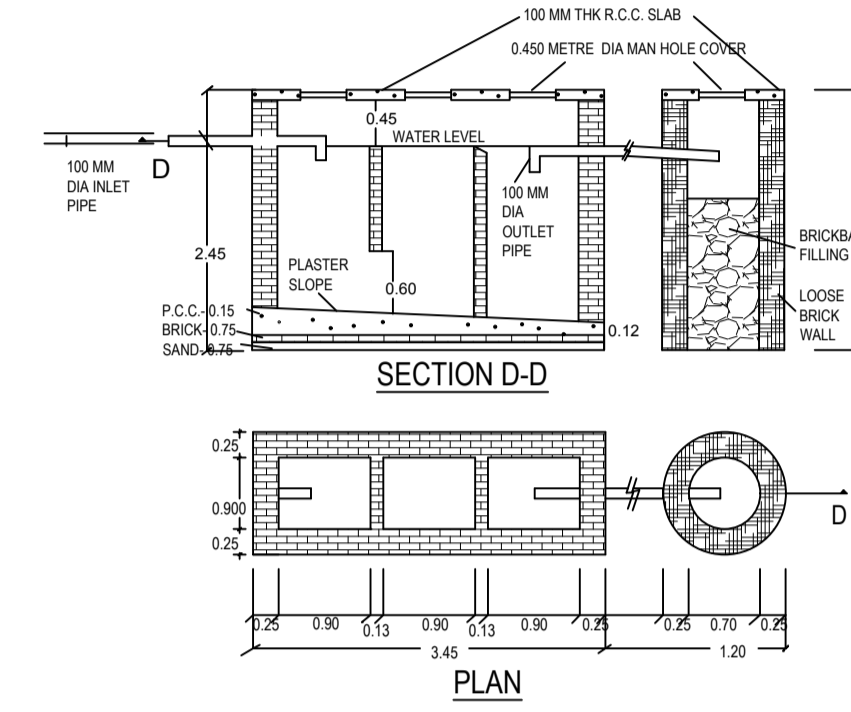 100 MM THK R.C.C. SLAB
0.450 METRE DIA MAN HOLE COVER
0.45
WATER LEVEL
D
100 MM
DIA INLET
PIPE
100 MM
DIA
OUTLET
PIPE
2.45
PLASTER
SLOPE
0.60
BRICKBA
FILLING
LOOSE
BRICK
WALL
P.C.C.-0.15
BRICK-0.75
SAND-0.75
0.12
SECTION D-D
0.25
0.900
0.25
D
0.25 0.90 0.13 0.90 0.13 0.90 0.25 0.25 0.70 0.25
3.45 1.20
PLAN